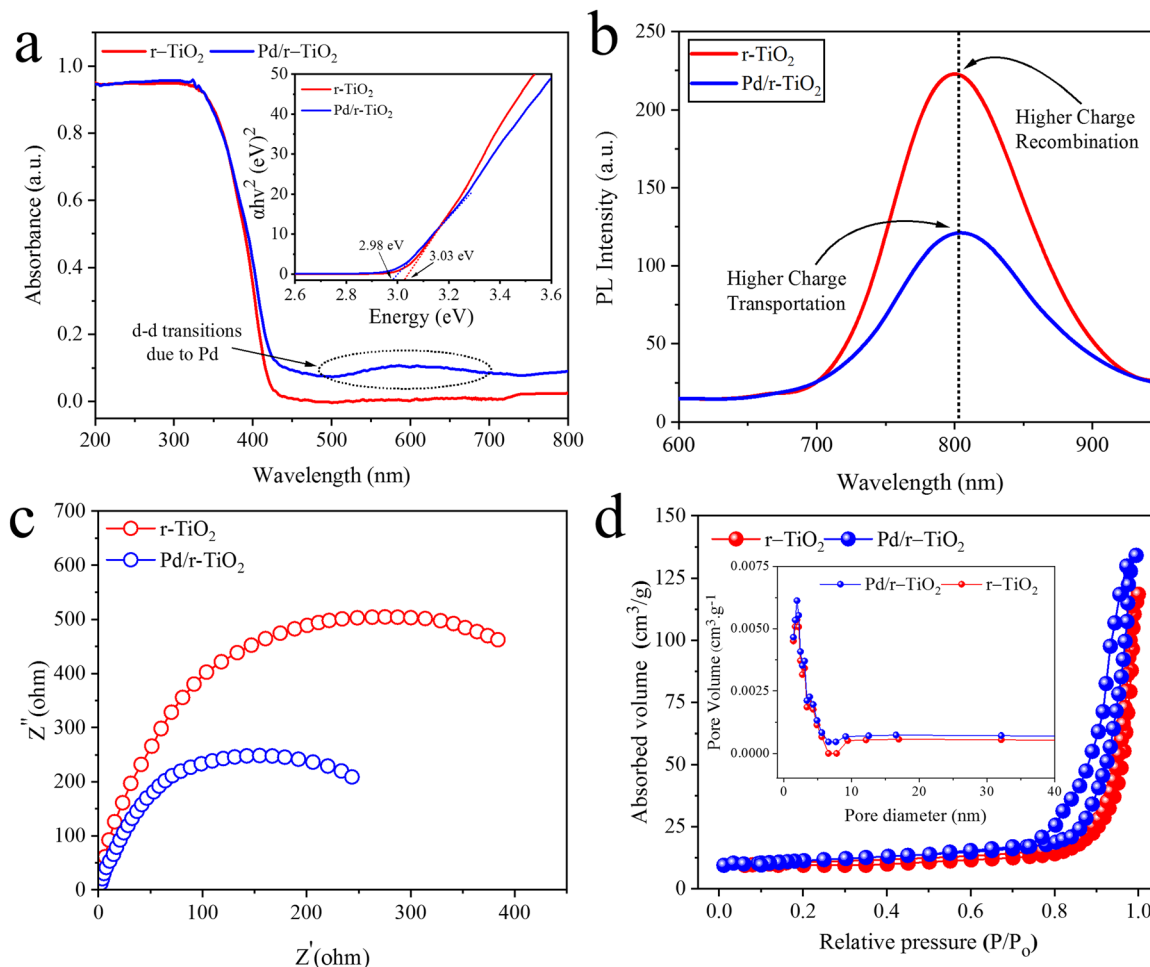 a
r–TiO₂ Pd/r–TiO₂
1.0
0.8
0.6
0.4
0.2
0.0
Absorbance (a.u.)
200 300 400 500 600 700 800
Wavelength (nm)
d-d transitions
due to Pd
r-TiO₂
Pd/r-TiO₂
50
40
30
20
10
0
αhv² (eV)²
2.98 eV
3.03 eV
2.6 2.8 3.0 3.2 3.4 3.6
Energy (eV)
b
r-TiO₂
Pd/r-TiO₂
250
200
150
100
50
0
PL Intensity (a.u.)
Higher Charge
Recombination
Higher Charge
Transportation
600 700 800 900
Wavelength (nm)
c
r-TiO₂
Pd/r-TiO₂
700
600
500
400
300
200
100
0
Z''(ohm)
0 100 200 300 400
Z'(ohm)
d
r–TiO₂ Pd/r–TiO₂
150
125
100
75
50
25
0
Absorbed volume (cm³/g)
0.0 0.2 0.4 0.6 0.8 1.0
Relative pressure (P/Pₒ)
Pd/r–TiO₂ r–TiO₂
0.0075
0.0050
0.0025
0.0000
Pore Volume (cm³.g⁻¹)
0 10 20 30 40
Pore diameter (nm)